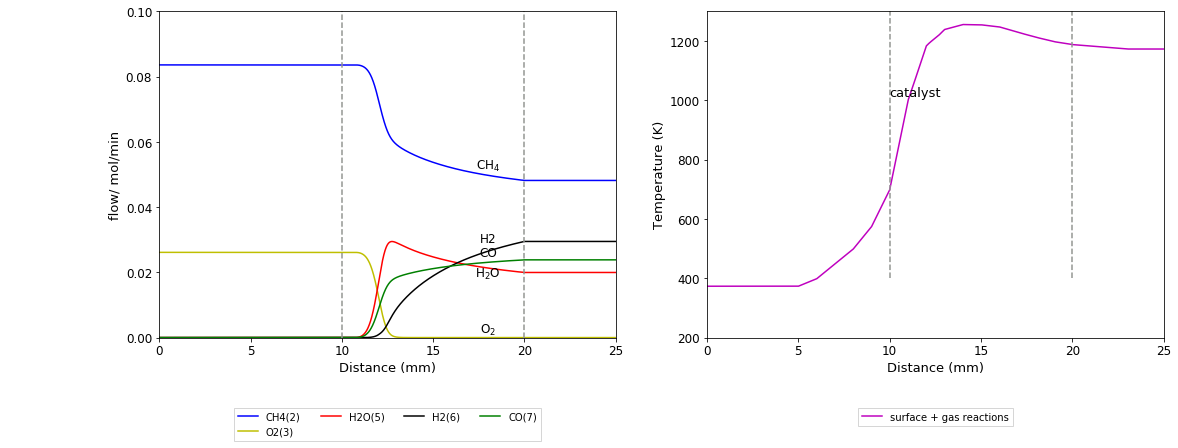 0.10
0.08
0.06
0.04
0.02
0.00
flow/ mol/min
CH4
H2
CO
H2O
O2
0 5 10 15 20 25
Distance (mm)
CH4(2) H2O(5) H2(6) CO(7)
O2(3)
1200
1000
800
600
400
200
Temperature (K)
catalyst
0 5 10 15 20 25
Distance (mm)
surface + gas reactions